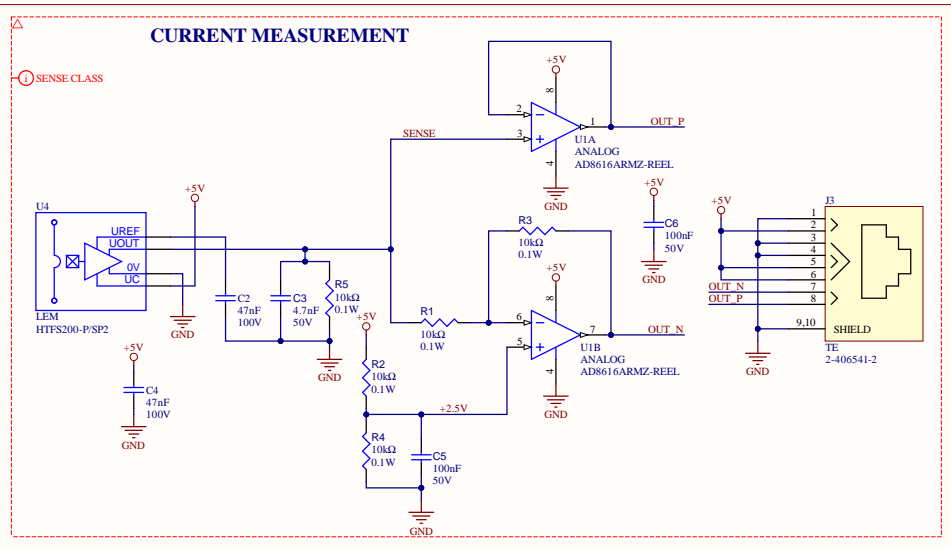 CURRENT MEASUREMENT
i SENSE CLASS
+5V
8
2
3
1
4
SENSE
OUT_P
U1A
ANALOG
AD8616ARMZ-REEL
GND
U4
+5V
UREF
UOUT
0V
UC
LEM
HTFS200-P/SP2
GND
C2
47nF
100V
C3
4.7nF
50V
R5
10kΩ
0.1W
GND
+5V
C4
47nF
100V
GND
R3
10kΩ
0.1W
R1
10kΩ
0.1W
+5V
8
6
5
7
4
OUT_N
U1B
ANALOG
AD8616ARMZ-REEL
GND
+5V
R2
10kΩ
0.1W
+2.5V
R4
10kΩ
0.1W
C5
100nF
50V
GND
+5V
C6
100nF
50V
GND
+5V
J3
1
2
3
4
5
6
OUT_N 7
OUT_P 8
9,10 SHIELD
TE
2-406541-2
GND